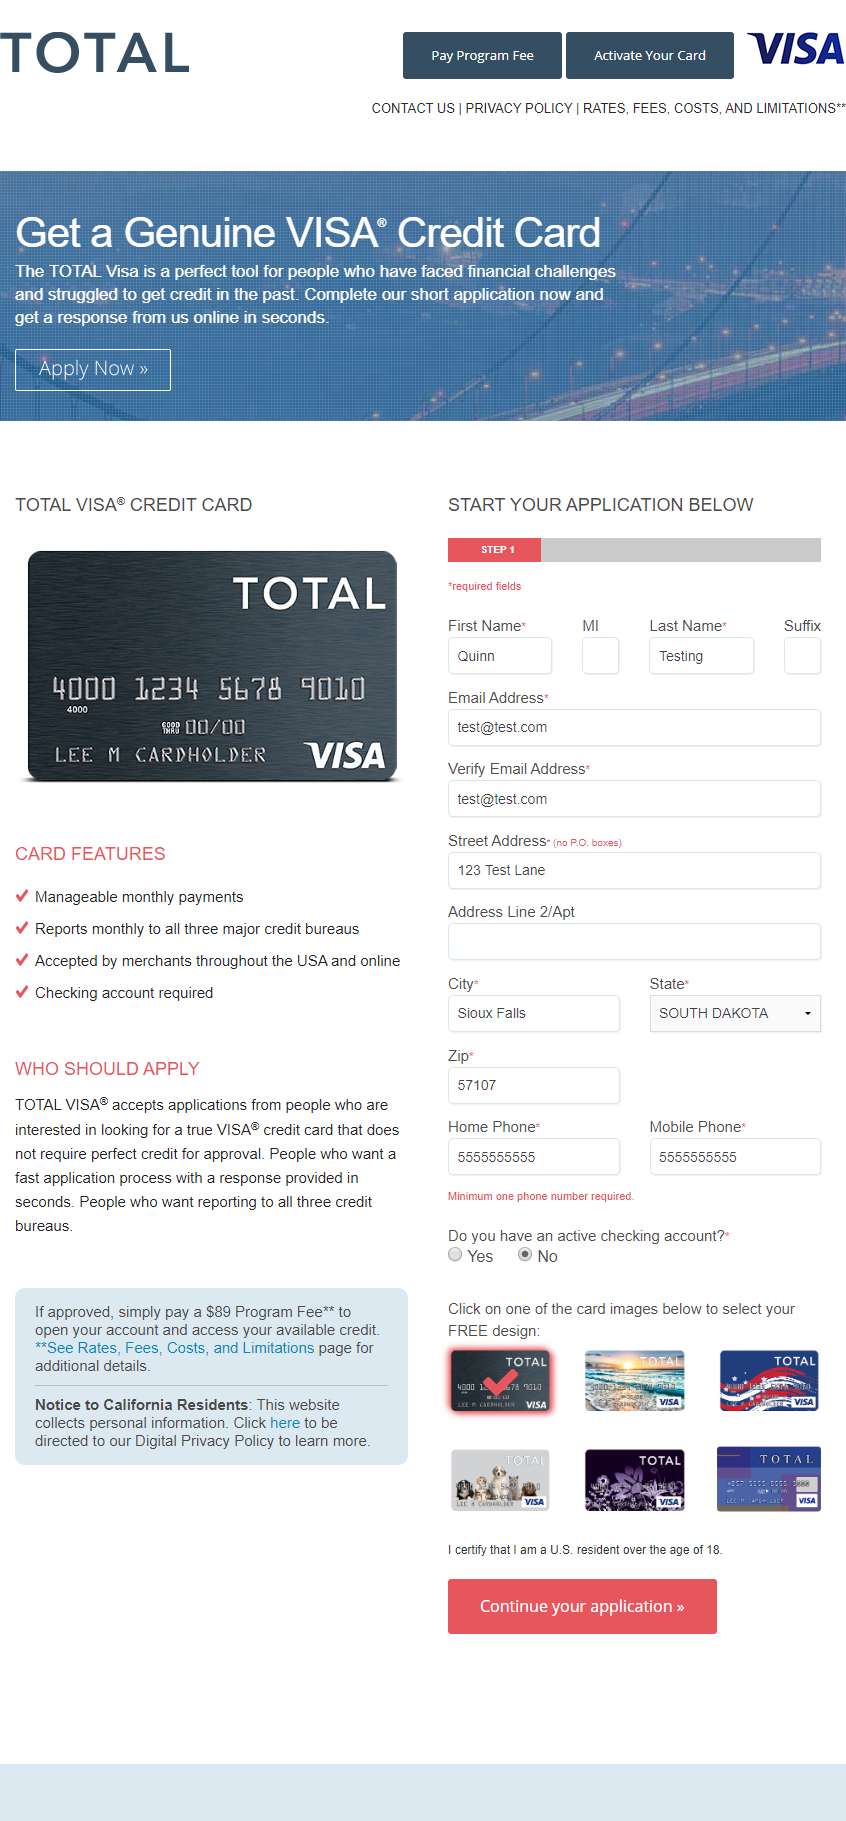 TOTAL
Pay Program Fee
Activate Your Card
VISA
CONTACT US | PRIVACY POLICY | RATES, FEES, COSTS, AND LIMITATIONS**
Get a Genuine VISA® Credit Card
The TOTAL Visa is a perfect tool for people who have faced financial challenges
and struggled to get credit in the past. Complete our short application now and
get a response from us online in seconds.
Apply Now »
TOTAL VISA® CREDIT CARD
TOTAL
4000 1234 5678 9010
4000
GOOD THRU 00/00
LEE M CARDHOLDER
VISA
CARD FEATURES
Manageable monthly payments
Reports monthly to all three major credit bureaus
Accepted by merchants throughout the USA and online
Checking account required
WHO SHOULD APPLY
TOTAL VISA® accepts applications from people who are
interested in looking for a true VISA® credit card that does
not require perfect credit for approval. People who want a
fast application process with a response provided in
seconds. People who want reporting to all three credit
bureaus.
If approved, simply pay a $89 Program Fee** to
open your account and access your available credit.
**See Rates, Fees, Costs, and Limitations page for
additional details.
Notice to California Residents: This website
collects personal information. Click here to be
directed to our Digital Privacy Policy to learn more.
START YOUR APPLICATION BELOW
STEP 1
*required fields
First Name* MI Last Name* Suffix
Quinn Testing
Email Address*
test@test.com
Verify Email Address*
test@test.com
Street Address* (no P.O. boxes)
123 Test Lane
Address Line 2/Apt
City* State*
Sioux Falls SOUTH DAKOTA
Zip*
57107
Home Phone* Mobile Phone*
5555555555 5555555555
Minimum one phone number required.
Do you have an active checking account?*
Yes No
Click on one of the card images below to select your
FREE design:
TOTAL TOTAL TOTAL
LEE M CARDHOLDER
VISA VISA VISA
TOTAL TOTAL TOTAL
LEE M CARDHOLDER
VISA VISA VISA
I certify that I am a U.S. resident over the age of 18.
Continue your application »